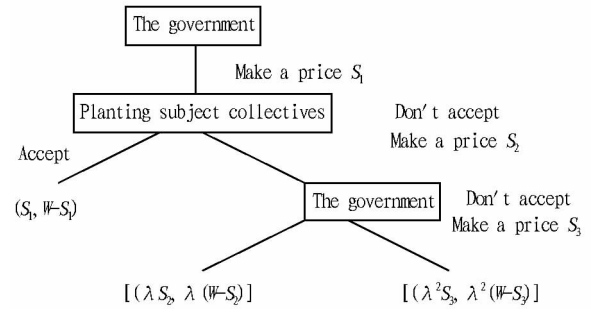 The government
Make a price S₁
Planting subject collectives
Don't accept
Make a price S₂
Accept
(S₁, W-S₁)
The government
Don't accept
Make a price S₃
[(λS₂, λ(W-S₂)]
[(λ²S₃, λ²(W-S₃)]